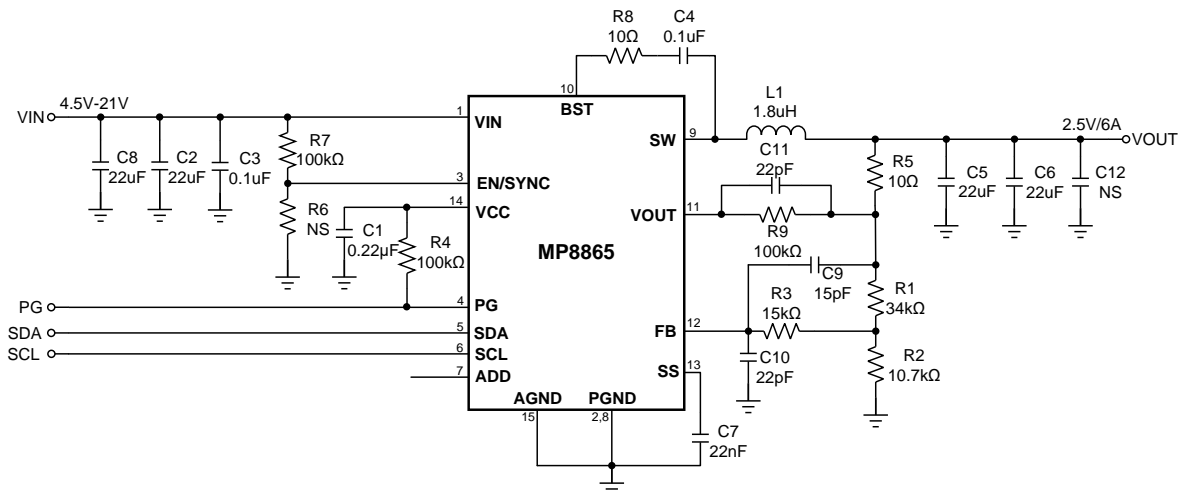 R8
10Ω
C4
0.1uF
10
BST
VIN
4.5V-21V
1
VIN
L1
1.8uH
9
SW
2.5V/6A
VOUT
R7
100kΩ
C8
22uF
C2
22uF
C3
0.1uF
C11
22pF
R5
10Ω
C5
22uF
C6
22uF
C12
NS
3
EN/SYNC
14
VCC
R6
NS
C1
0.22µF
R4
100kΩ
VOUT
11
R9
100kΩ
MP8865
C9
15pF
R1
34kΩ
R3
15kΩ
PG
4
PG
SDA
5
SDA
FB
12
SCL
6
SCL
7
ADD
C10
22pF
R2
10.7kΩ
SS
13
AGND
PGND
15
2,8
C7
22nF